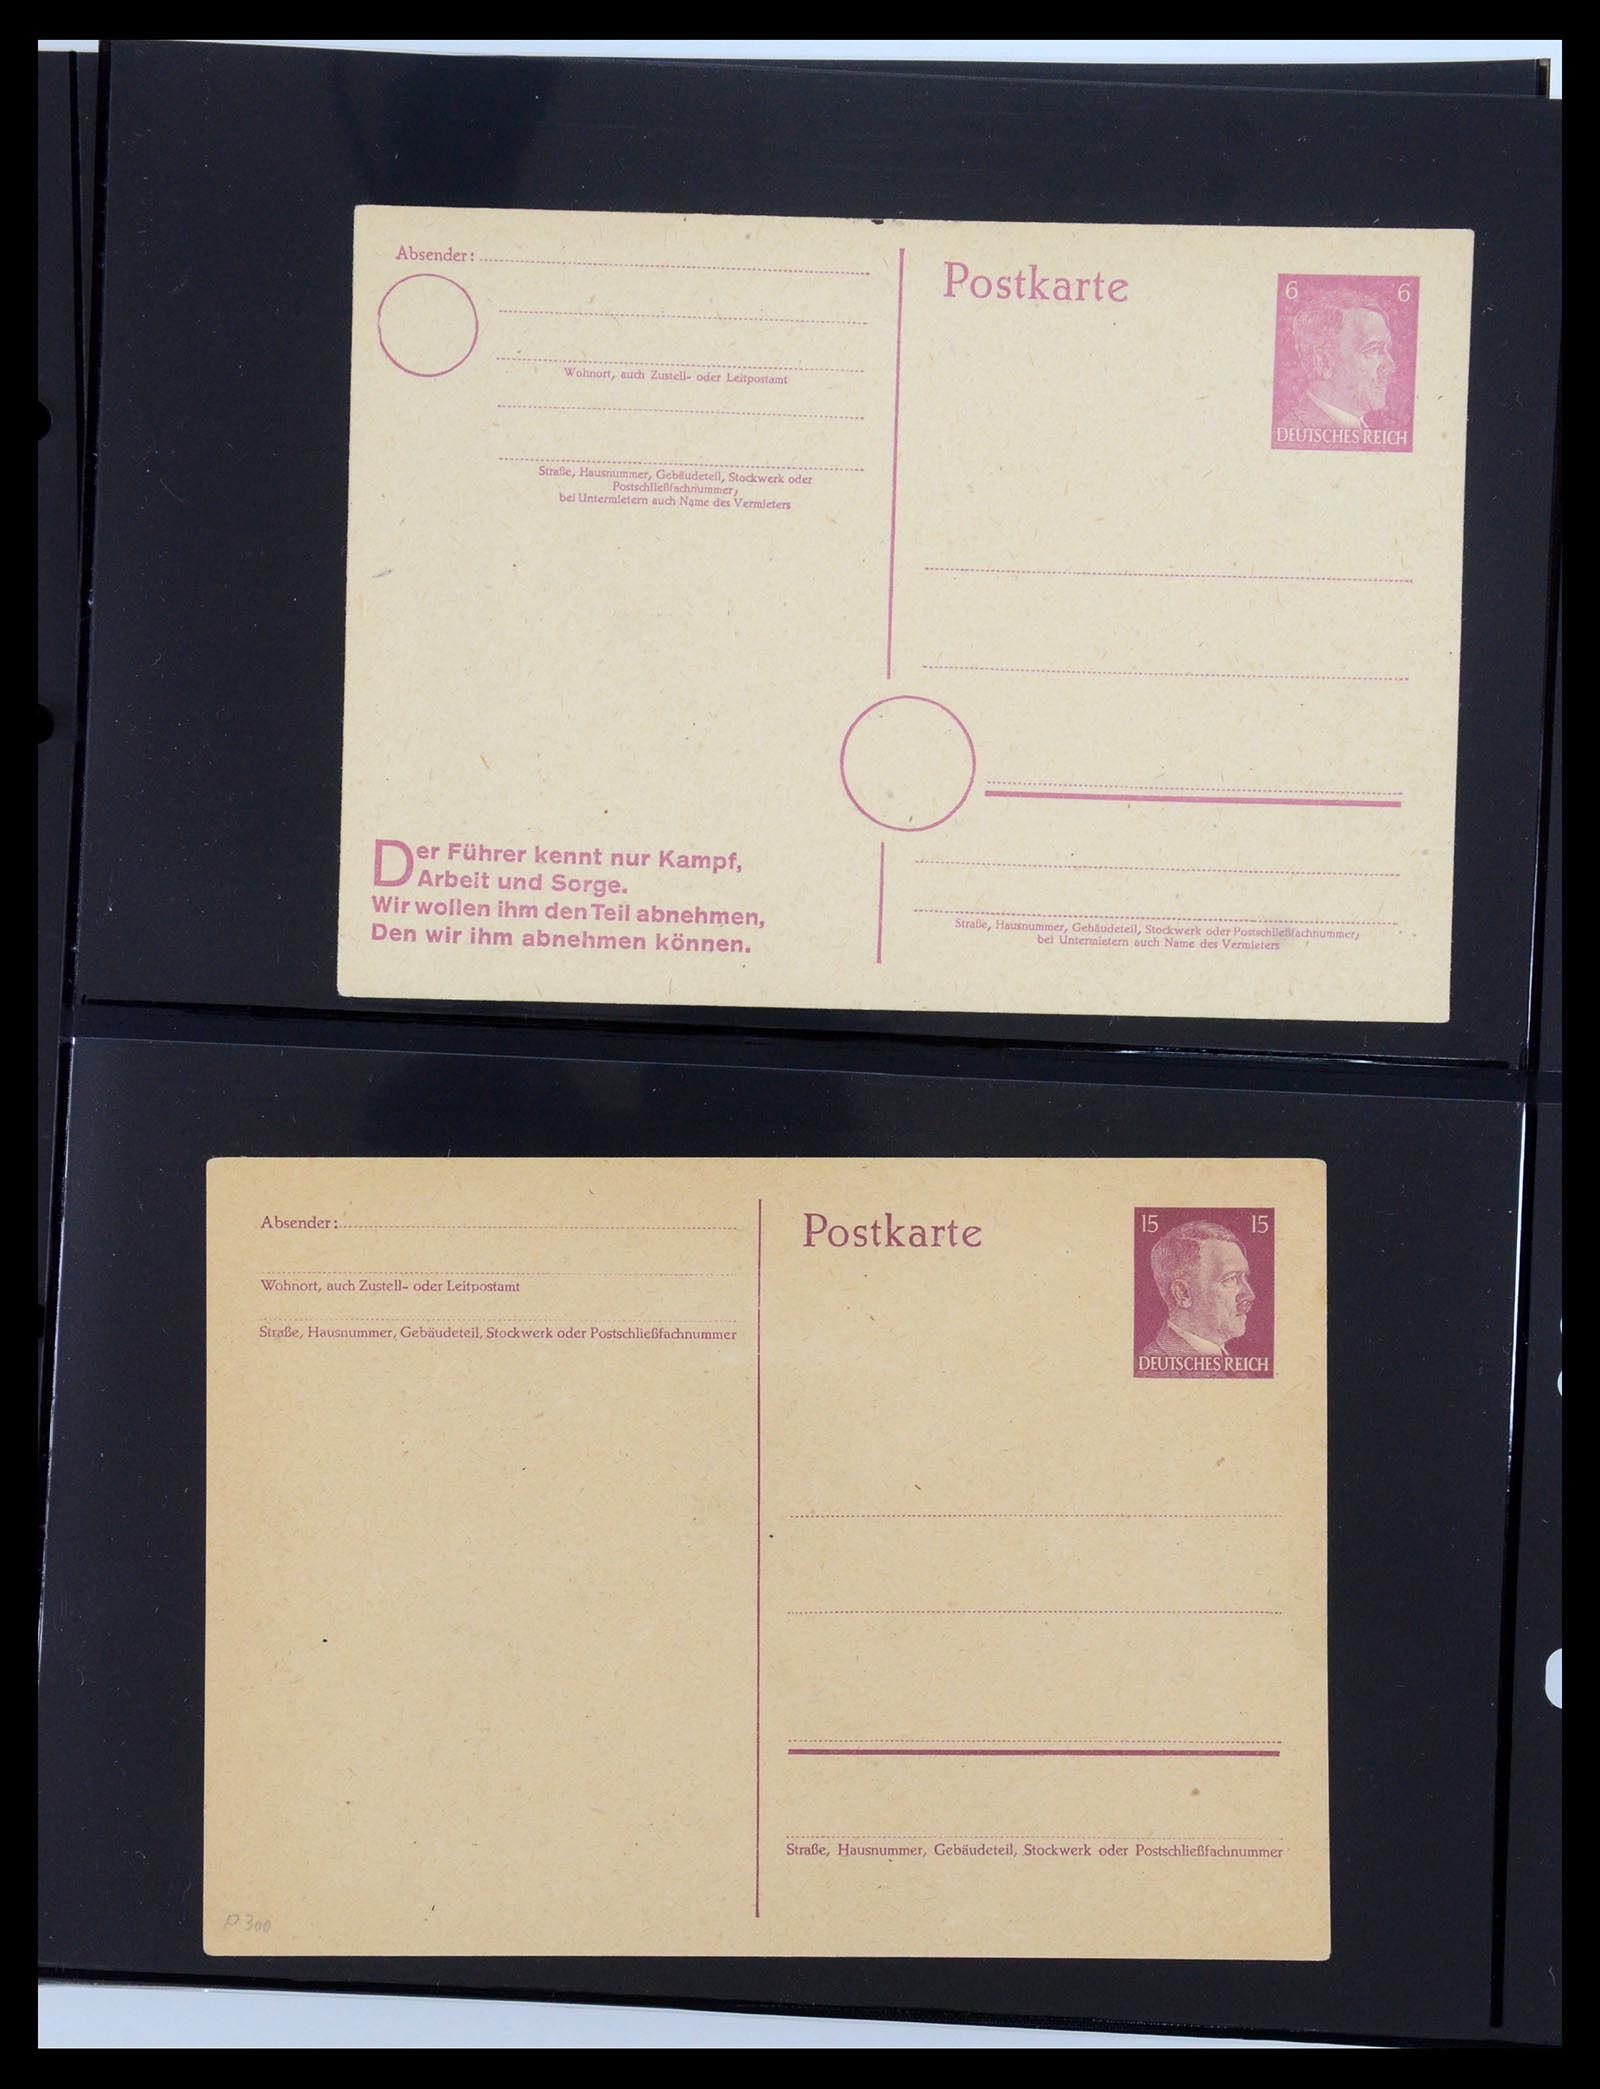 Absender:
Wohnort, auch Zustell- oder Leitpostamt
Straße, Hausnummer, Gebäudeteil, Stockwerk oder
Postschließfachnummer;
bei Untermietern auch Name des Vermieters
Der Führer kennt nur Kampf,
Arbeit und Sorge.
Wir wollen ihm den Teil abnehmen,
Den wir ihm abnehmen können.
Postkarte
6 6
DEUTSCHES REICH
Straße, Hausnummer, Gebäudeteil, Stockwerk oder Postschließfachnummer;
bei Untermietern auch Name des Vermieters
Absender:
Wohnort, auch Zustell- oder Leitpostamt
Straße, Hausnummer, Gebäudeteil, Stockwerk oder Postschließfachnummer
P 300
Postkarte
15 15
DEUTSCHES REICH
Straße, Hausnummer, Gebäudeteil, Stockwerk oder Postschließfachnummer